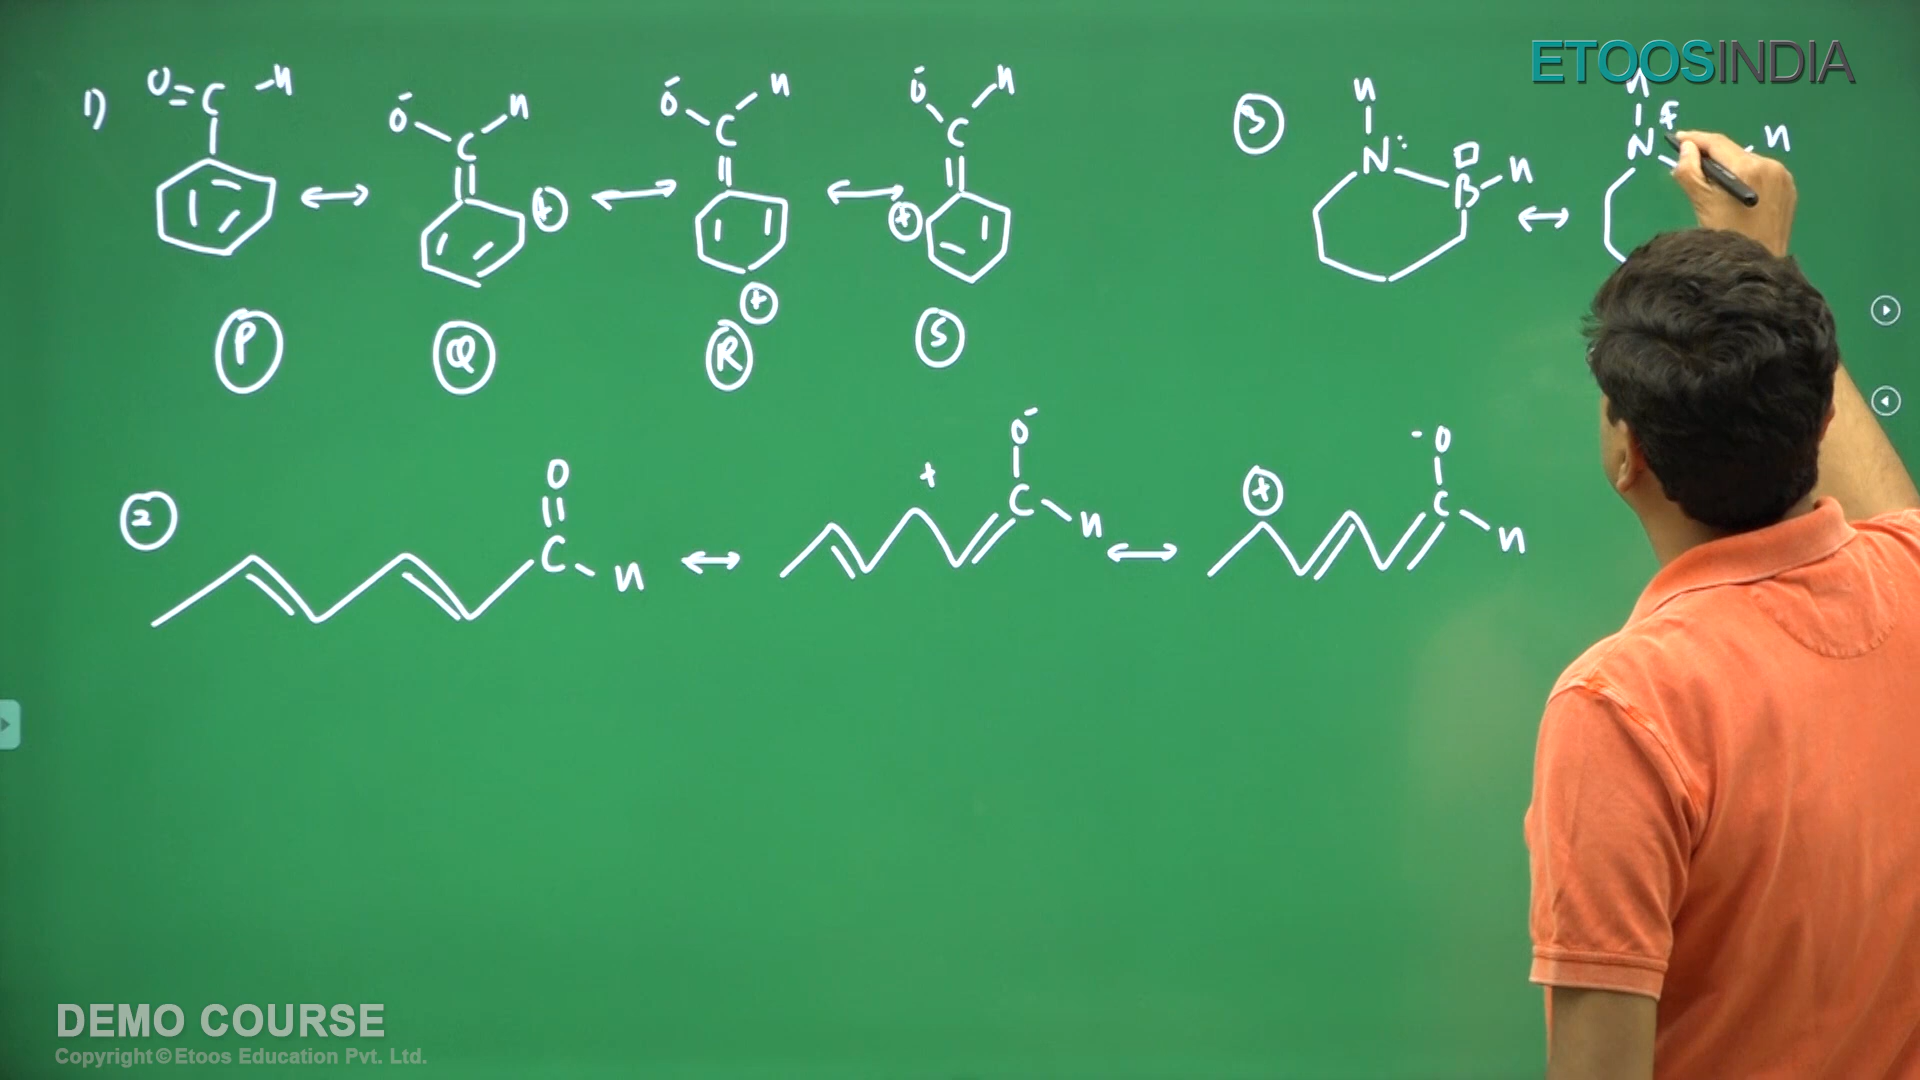 ETOOSINDIA
1) O=C-H ↔ O⁻ C H ⊕ ↔ O⁻ C H ⊕ ↔ O⁻ C H ⊕
P Q R S
3 H N: B □ H ↔ H N H
2 O C H ↔ + O⁻ C H ↔ ⊕ -O C H
DEMO COURSE
Copyright © Etoos Education Pvt. Ltd.